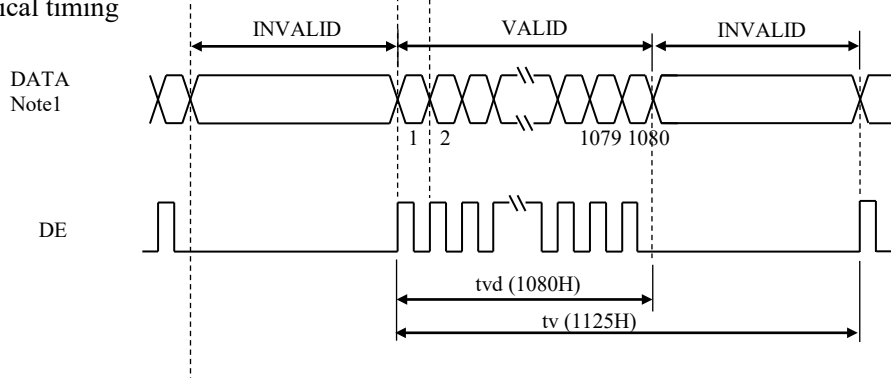 ical timing
INVALID VALID INVALID
DATA
Note1
1 2 1079 1080
DE
tvd (1080H)
tv (1125H)